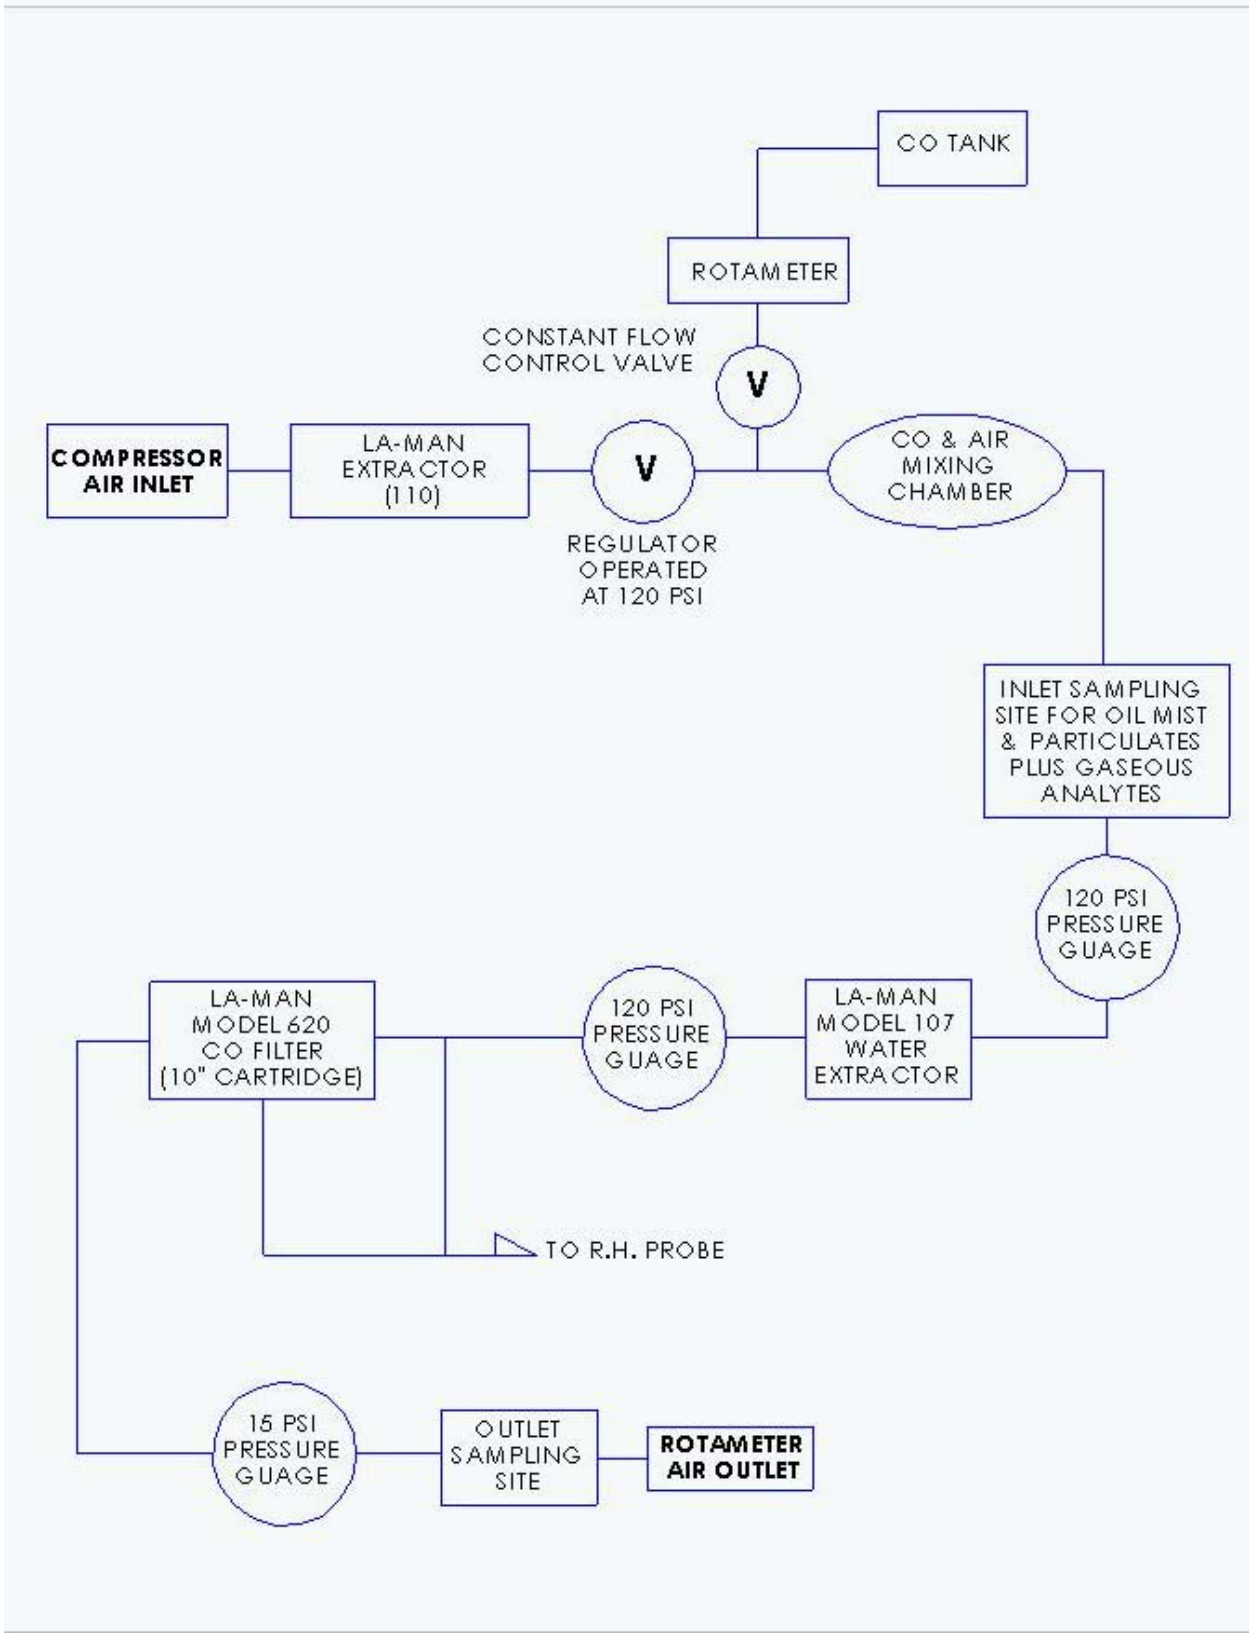 CO TANK
ROTAMETER
CONSTANT FLOW
CONTROL VALVE
V
COMPRESSOR
AIR INLET
LA-MAN
EXTRACTOR
(110)
V
REGULATOR
OPERATED
AT 120 PSI
CO & AIR
MIXING
CHAMBER
INLET SAMPLING
SITE FOR OIL MIST
& PARTICULATES
PLUS GASEOUS
ANALYTES
120 PSI
PRESSURE
GUAGE
LA-MAN
MODEL 107
WATER
EXTRACTOR
120 PSI
PRESSURE
GUAGE
LA-MAN
MODEL 620
CO FILTER
(10" CARTRIDGE)
TO R.H. PROBE
15 PSI
PRESSURE
GUAGE
OUTLET
SAMPLING
SITE
ROTAMETER
AIR OUTLET